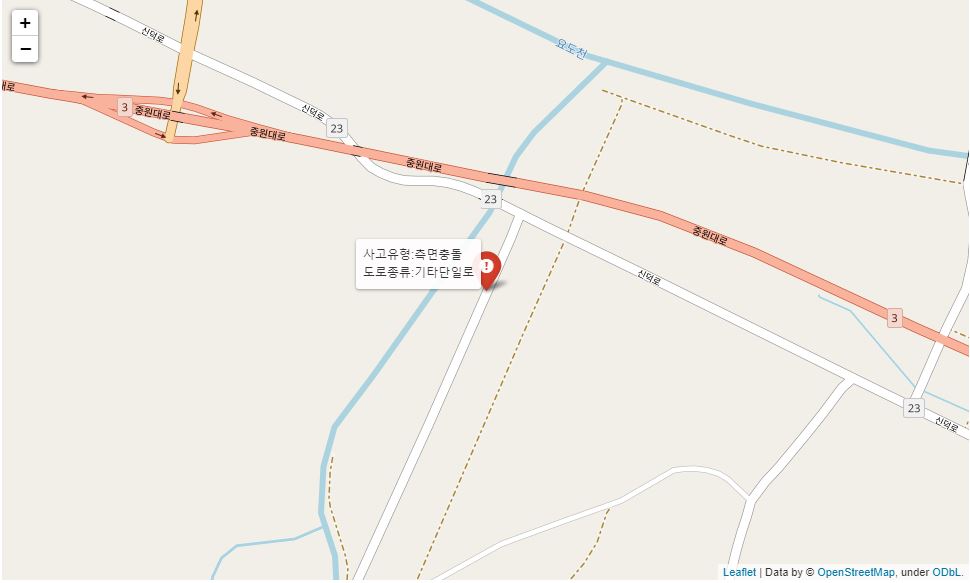 +
−
신덕로
요도천
대로
3
중원대로
신덕로
23
중원대로
중원대로
23
중원대로
사고유형:측면충돌
도로종류:기타단일로
!
신덕로
3
23
신덕로
Leaflet | Data by © OpenStreetMap, under ODbL.